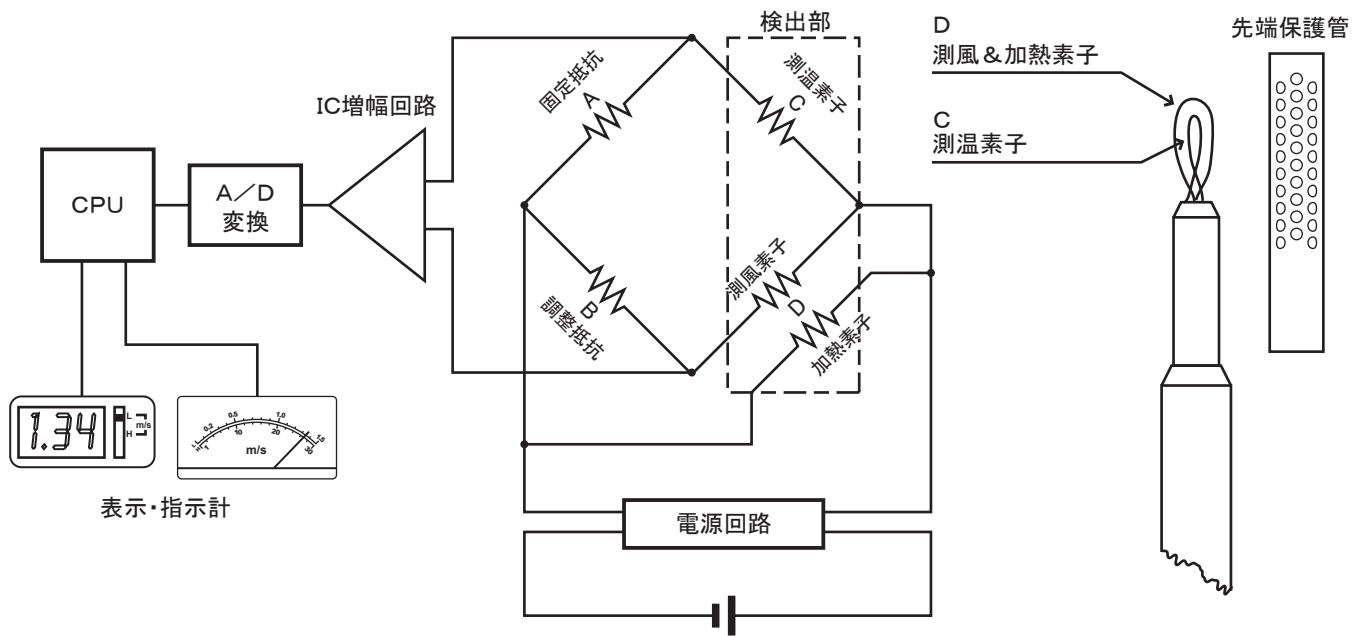 検出部
D
測風&加熱素子
先端保護管
固定抵抗
A
測温素子
C
IC増幅回路
C
測温素子
CPU
A/D
変換
B
調整抵抗
測風素子
D
加熱素子
1.34
L
H
m/s
L 0.2 0.5 1.0 1.5
H 1 10 20 30
m/s
表示・指示計
電源回路